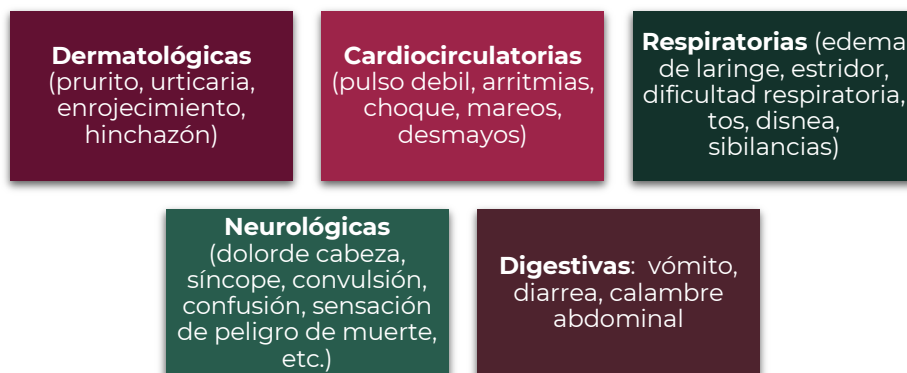 Dermatológicas
(prurito, urticaria,
enrojecimiento,
hinchazón)
Cardiocirculatorias
(pulso debil, arritmias,
choque, mareos,
desmayos)
Respiratorias (edema
de laringe, estridor,
dificultad respiratoria,
tos, disnea,
sibilancias)
Neurológicas
(dolorde cabeza,
síncope, convulsión,
confusión, sensación
de peligro de muerte,
etc.)
Digestivas: vómito,
diarrea, calambre
abdominal